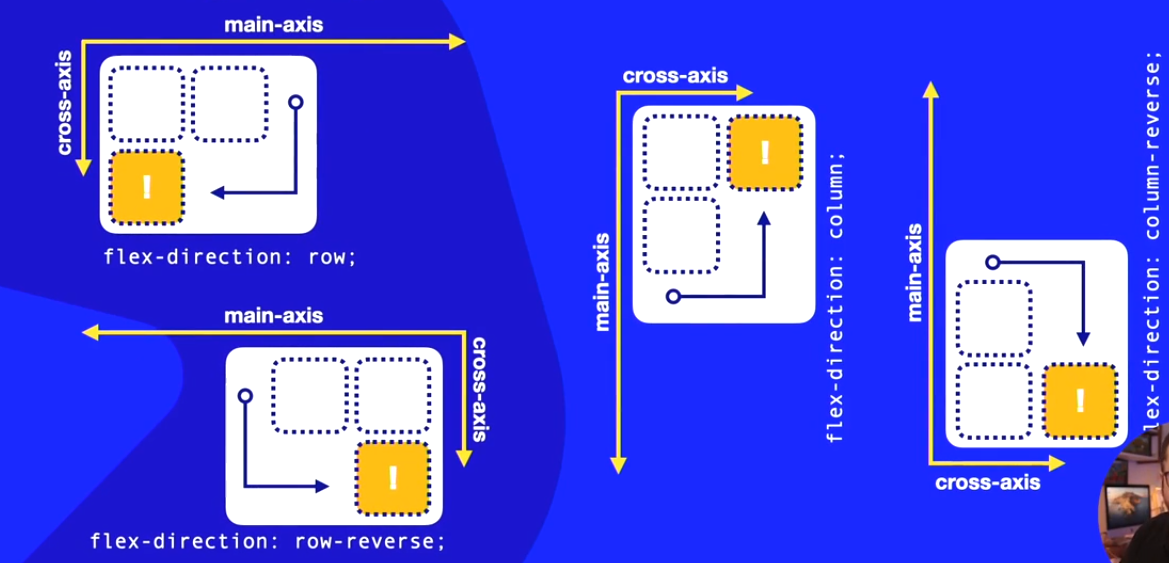 main-axis
cross-axis
!
flex-direction: row;
main-axis
cross-axis
!
flex-direction: row-reverse;
cross-axis
main-axis
!
flex-direction: column;
main-axis
!
cross-axis
lex-direction: column-reverse;